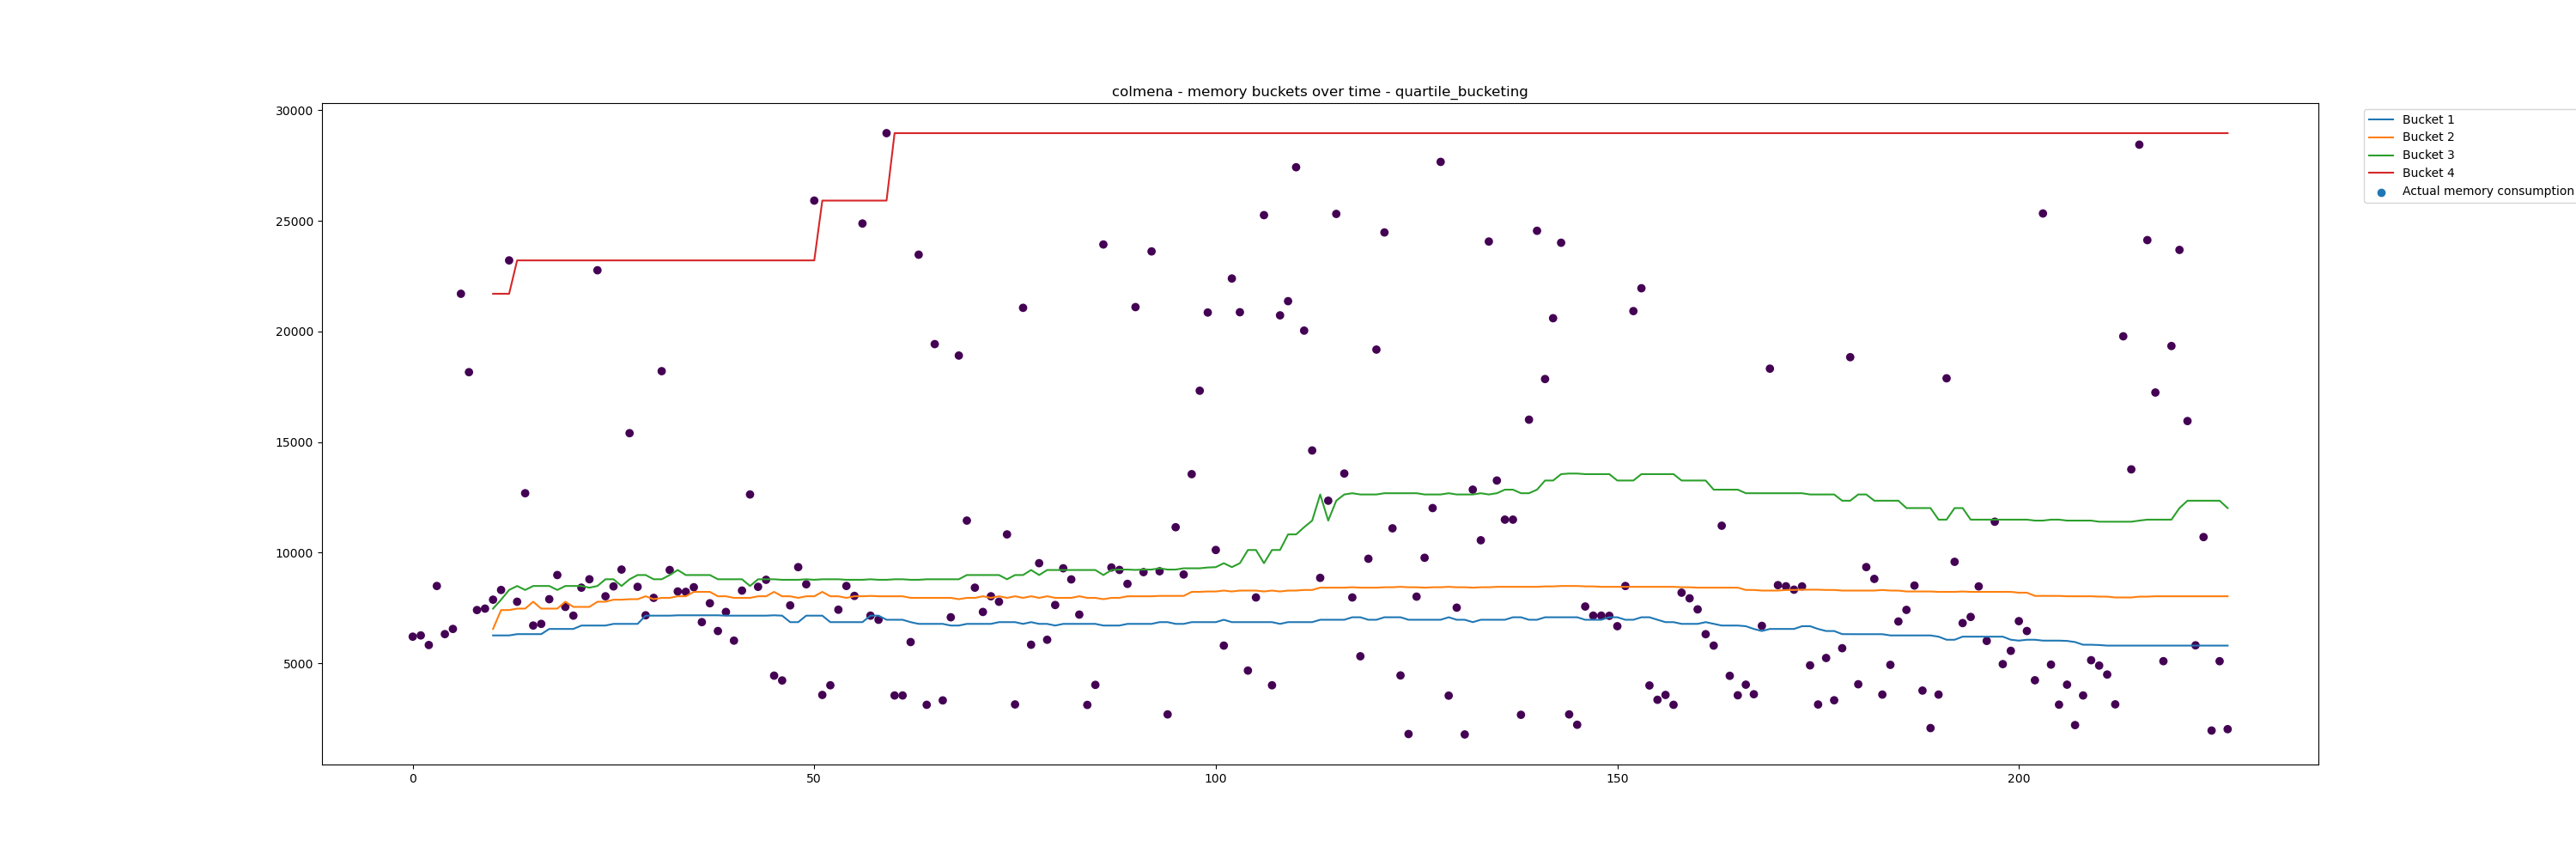 colmena - memory buckets over time - quartile_bucketing
30000
25000
20000
15000
10000
5000
0
50
100
150
200
Bucket 1
Bucket 2
Bucket 3
Bucket 4
Actual memory consumption